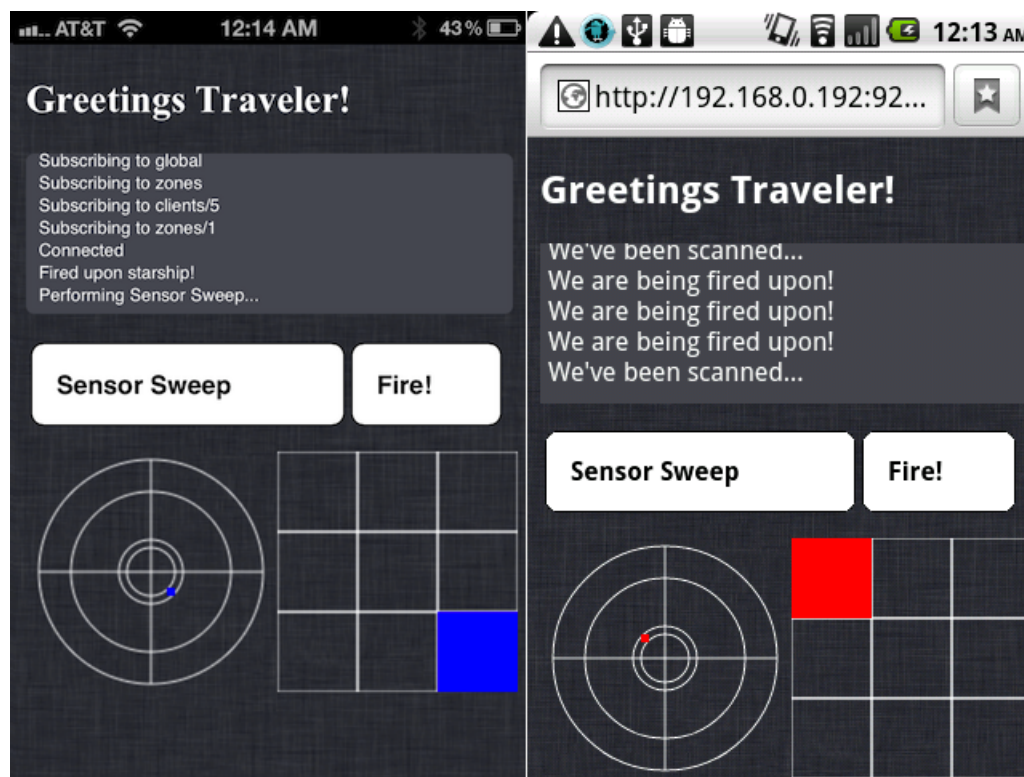 AT&T 12:14 AM 43%
Greetings Traveler!
Subscribing to global
Subscribing to zones
Subscribing to clients/5
Subscribing to zones/1
Connected
Fired upon starship!
Performing Sensor Sweep...
Sensor Sweep Fire!
12:13 AM
http://192.168.0.192:92...
Greetings Traveler!
We've been scanned...
We are being fired upon!
We are being fired upon!
We are being fired upon!
We've been scanned...
Sensor Sweep Fire!